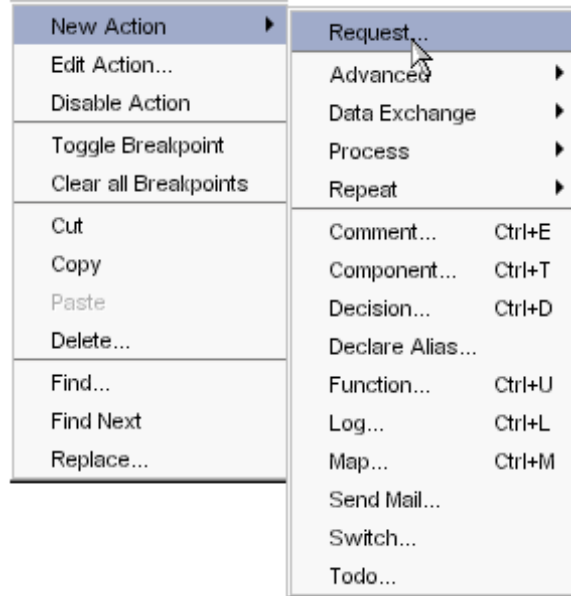 New Action
Edit Action...
Disable Action
Toggle Breakpoint
Clear all Breakpoints
Cut
Copy
Paste
Delete...
Find...
Find Next
Replace...
Request...
Advanced
Data Exchange
Process
Repeat
Comment... Ctrl+E
Component... Ctrl+T
Decision... Ctrl+D
Declare Alias...
Function... Ctrl+U
Log... Ctrl+L
Map... Ctrl+M
Send Mail...
Switch...
Todo...